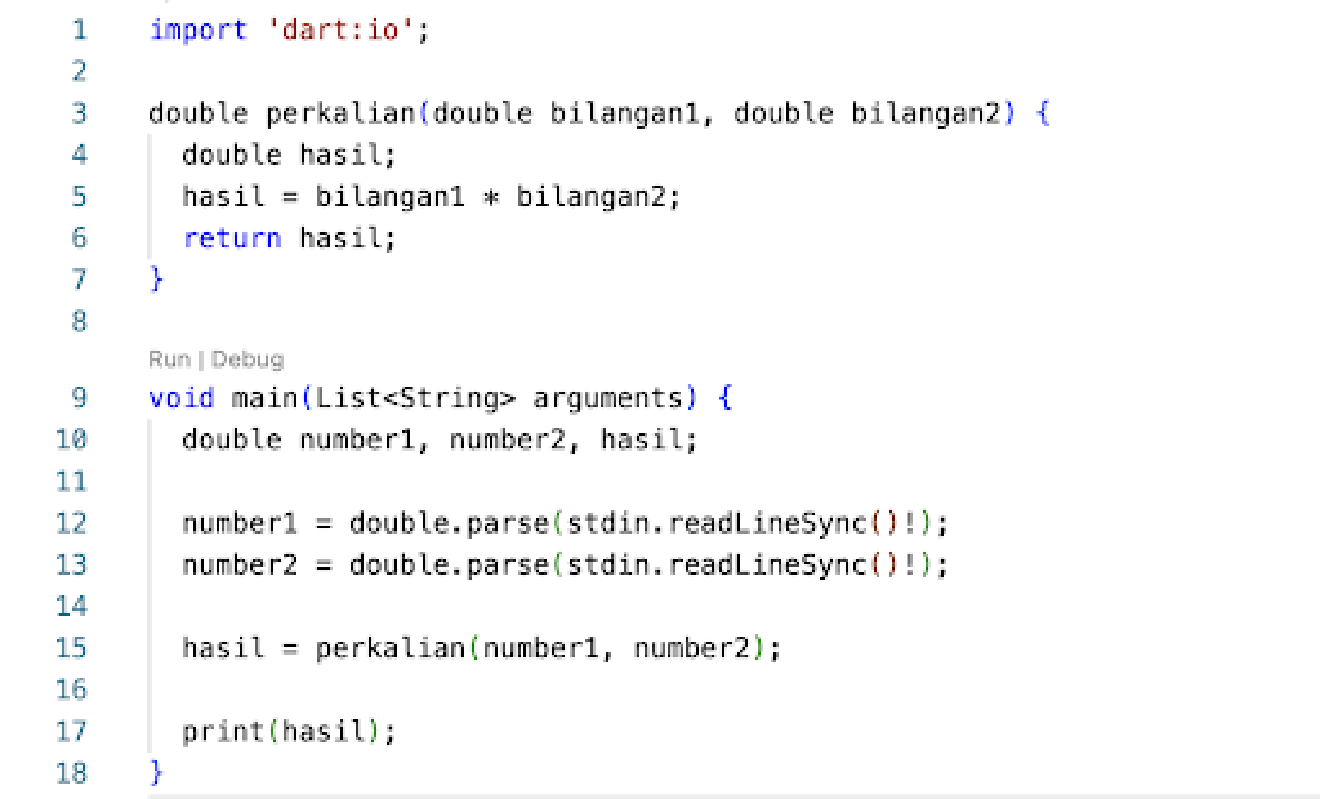 1 import 'dart:io';
2
3 double perkalian(double bilangan1, double bilangan2) {
4 double hasil;
5 hasil = bilangan1 * bilangan2;
6 return hasil;
7 }
8
Run | Debug
9 void main(List<String> arguments) {
10 double number1, number2, hasil;
11
12 number1 = double.parse(stdin.readLineSync()!);
13 number2 = double.parse(stdin.readLineSync()!);
14
15 hasil = perkalian(number1, number2);
16
17 print(hasil);
18 }